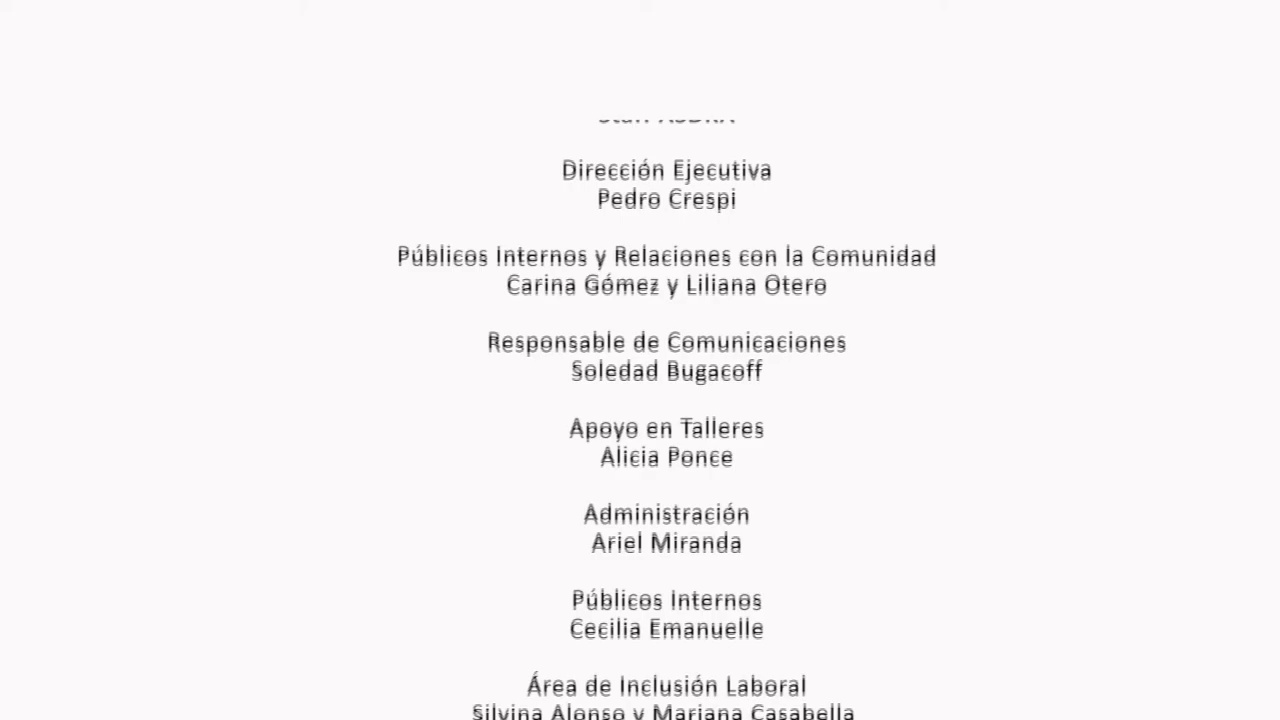 Staff ASDRA
Dirección Ejecutiva
Pedro Crespi
Públicos Internos y Relaciones con la Comunidad
Carina Gómez y Liliana Otero
Responsable de Comunicaciones
Soledad Bugacoff
Apoyo en Talleres
Alicia Ponce
Administración
Ariel Miranda
Públicos Internos
Cecilia Emanuelle
Área de Inclusión Laboral
Silvina Alonso y Mariana Casabella